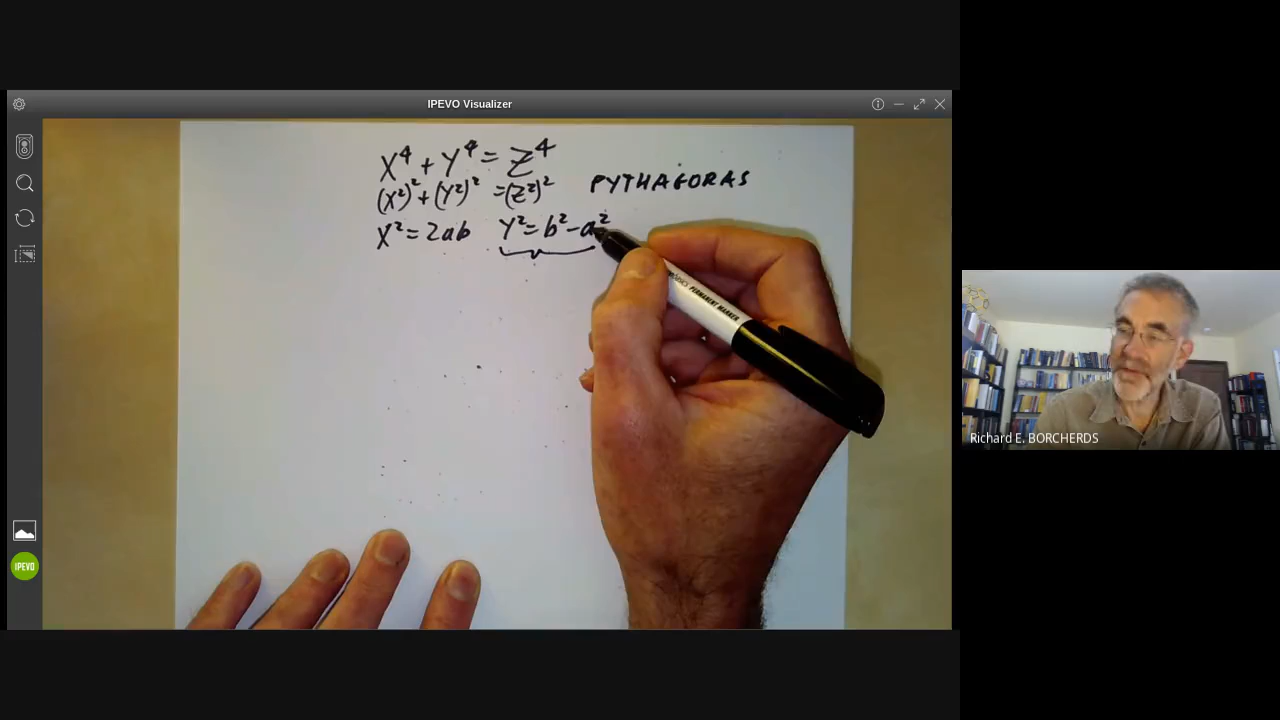 IPEVO Visualizer
X⁴ + Y⁴ = Z⁴
(X²)² + (Y²)² = (Z²)² PYTHAGORAS
X² = 2ab Y² = b² - a²
PERMANENT MARKER
IPEVO
Richard E. BORCHERDS